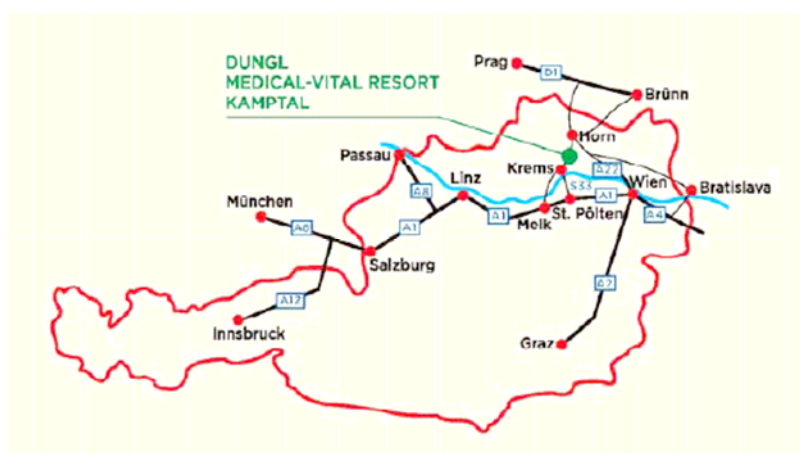 DUNGL
MEDICAL-VITAL RESORT
KAMPTAL
Prag
D1
Brünn
Horn
Passau
Krems
A22
Linz
A8
S33
Wien
Bratislava
München
A1
A1
A4
Melk
St. Pölten
A6
A1
Salzburg
A2
A12
Innsbruck
Graz